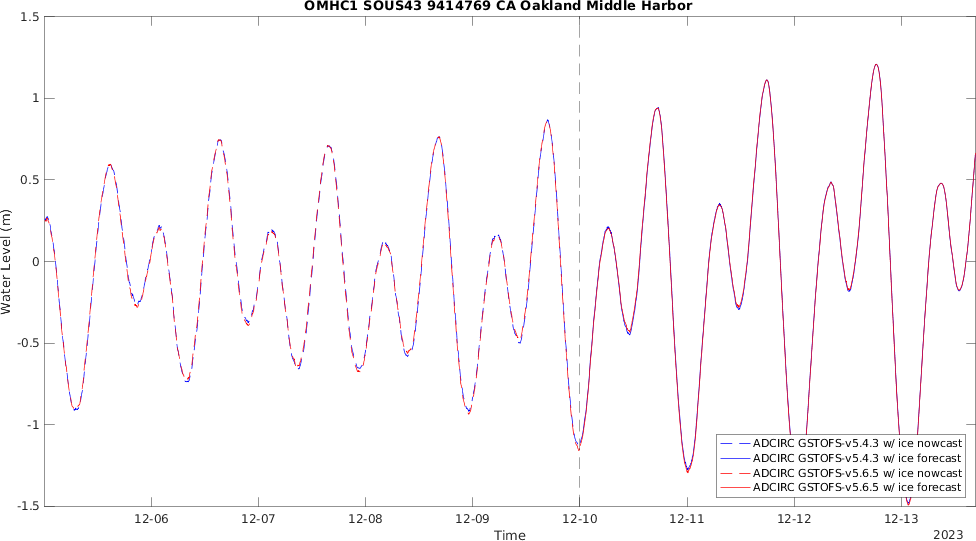 OMHC1 SOUS43 9414769 CA Oakland Middle Harbor
1.5
1
0.5
0
-0.5
-1
-1.5
Water Level (m)
ADCIRC GSTOFS-v5.4.3 w/ ice nowcast
ADCIRC GSTOFS-v5.4.3 w/ ice forecast
ADCIRC GSTOFS-v5.6.5 w/ ice nowcast
ADCIRC GSTOFS-v5.6.5 w/ ice forecast
12-06 12-07 12-08 12-09 12-10 12-11 12-12 12-13
Time
2023